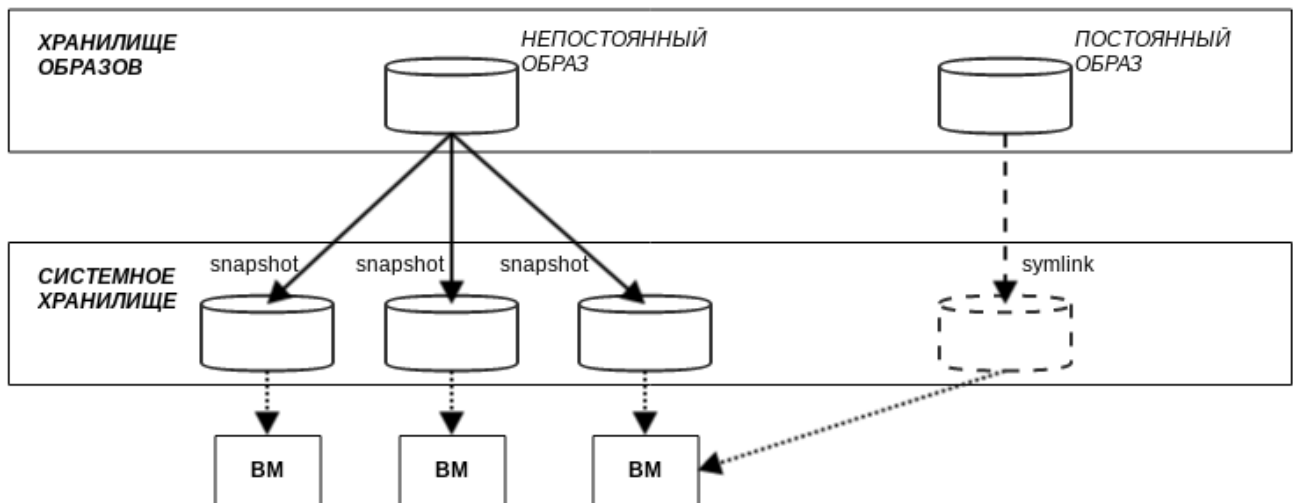 ХРАНИЛИЩЕ
ОБРАЗОВ
НЕПОСТОЯННЫЙ
ОБРАЗ
ПОСТОЯННЫЙ
ОБРАЗ
СИСТЕМНОЕ
ХРАНИЛИЩЕ
snapshot
snapshot
snapshot
symlink
ВМ
ВМ
ВМ